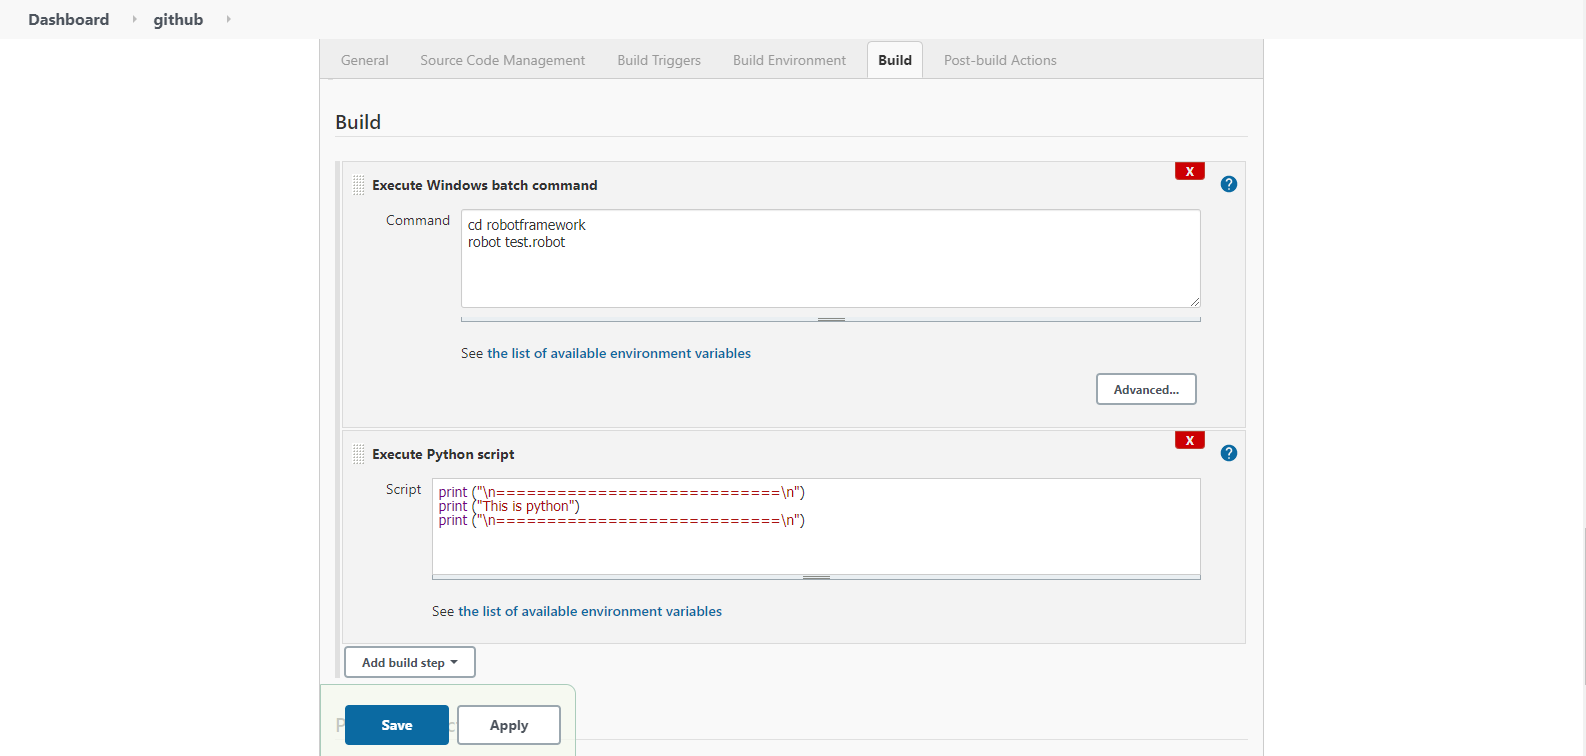 Dashboard github
General Source Code Management Build Triggers Build Environment Build Post-build Actions
Build
X
Execute Windows batch command
?
Command
cd robotframework
robot test.robot
See the list of available environment variables
Advanced...
X
Execute Python script
?
Script
print ("\n============================\n")
print ("This is python")
print ("\n============================\n")
See the list of available environment variables
Add build step
Save Apply